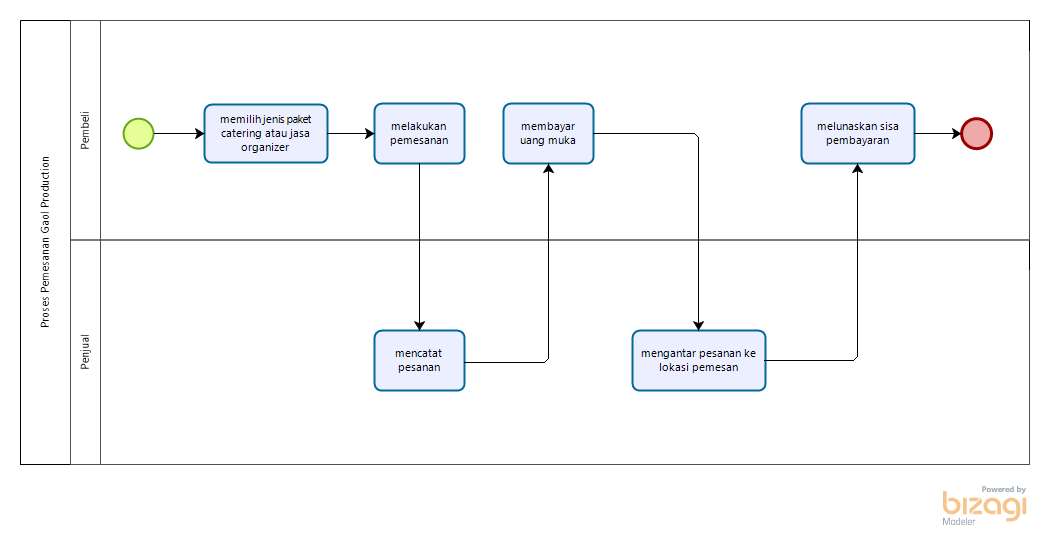 Proses Pemesanan Gaol Production
Pembeli
memilih jenis paket
catering atau jasa
organizer
melakukan
pemesanan
membayar
uang muka
melunaskan sisa
pembayaran
Penjual
mencatat
pesanan
mengantar pesanan ke
lokasi pemesan
Powered by
bizagi
Modeler